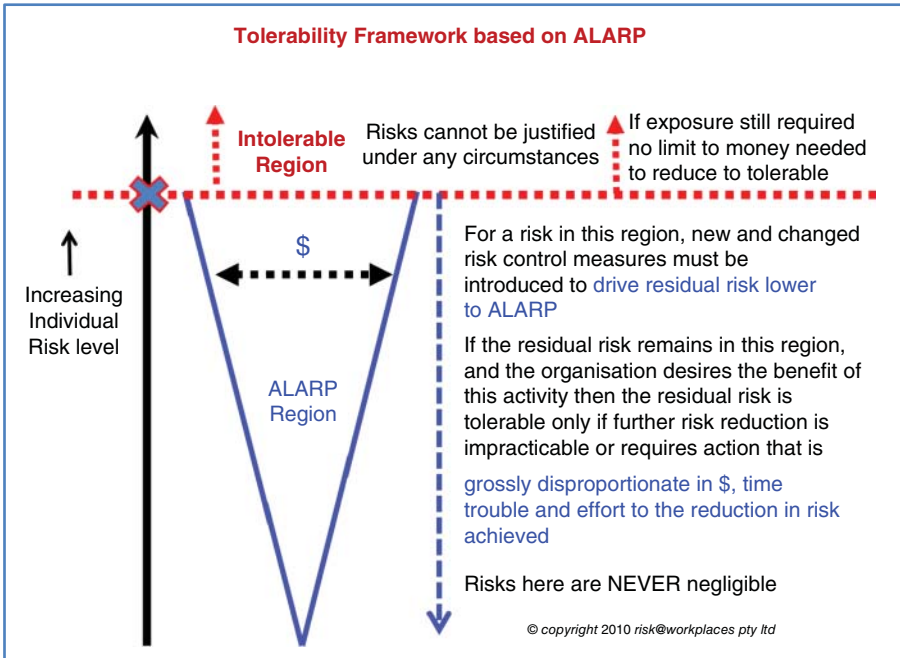 Tolerability Framework based on ALARP
Intolerable
Region
Risks cannot be justified
under any circumstances
If exposure still required
no limit to money needed
to reduce to tolerable
$
Increasing
Individual
Risk level
ALARP
Region
For a risk in this region, new and changed
risk control measures must be
introduced to drive residual risk lower
to ALARP
If the residual risk remains in this region,
and the organisation desires the benefit of
this activity then the residual risk is
tolerable only if further risk reduction is
impracticable or requires action that is
grossly disproportionate in $, time
trouble and effort to the reduction in risk
achieved
Risks here are NEVER negligible
© copyright 2010 risk@workplaces pty ltd